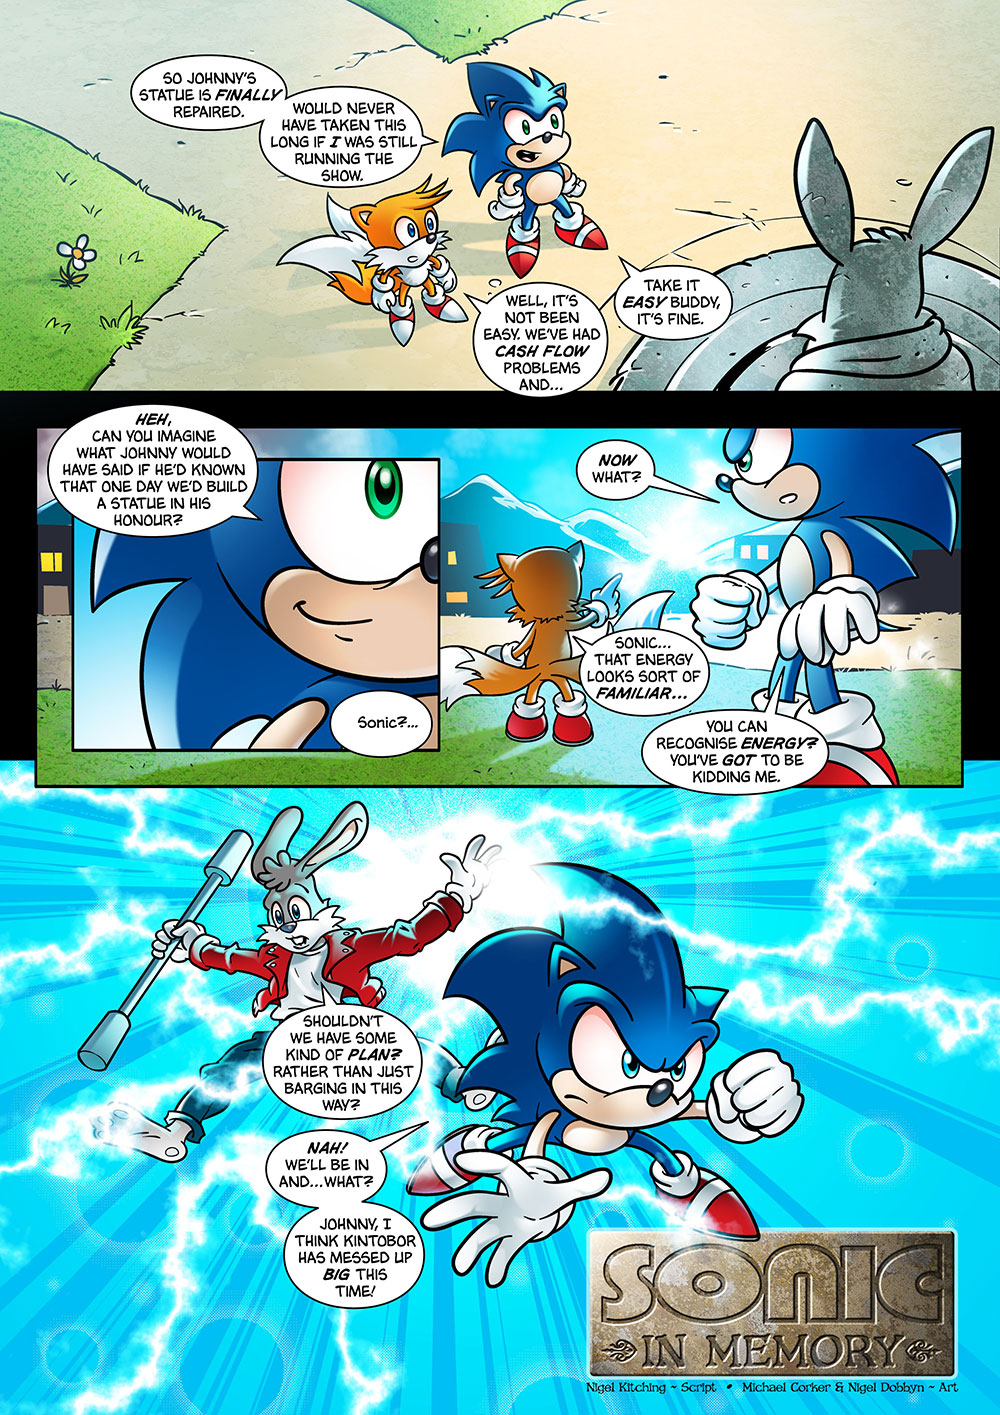 SO JOHNNY'S
STATUE IS FINALLY
REPAIRED.
WOULD NEVER
HAVE TAKEN THIS
LONG IF I WAS STILL
RUNNING THE
SHOW.
WELL, IT'S
NOT BEEN
EASY. WE'VE HAD
CASH FLOW
PROBLEMS
AND...
TAKE IT
EASY BUDDY,
IT'S FINE.
HEH,
CAN YOU IMAGINE
WHAT JOHNNY WOULD
HAVE SAID IF HE'D KNOWN
THAT ONE DAY WE'D BUILD
A STATUE IN HIS
HONOUR?
Sonic?...
NOW
WHAT?
SONIC...
THAT ENERGY
LOOKS SORT OF
FAMILIAR...
YOU CAN
RECOGNISE ENERGY?
YOU'VE GOT TO BE
KIDDING ME.
SHOULDN'T
WE HAVE SOME
KIND OF PLAN?
RATHER THAN JUST
BARGING IN THIS
WAY?
NAH!
WE'LL BE IN
AND...WHAT?
JOHNNY, I
THINK KINTOBOR
HAS MESSED UP
BIG THIS
TIME!
SONIC
IN MEMORY
Nigel Kitching ~ Script • Michael Corker & Nigel Dobbyn ~ Art